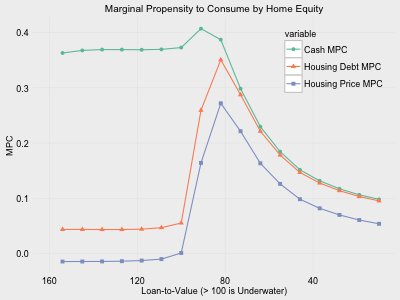 Marginal Propensity to Consume by Home Equity
variable
Cash MPC
Housing Debt MPC
Housing Price MPC
MPC
0.4
0.3
0.2
0.1
0.0
160
120
80
40
Loan-to-Value (> 100 is Underwater)